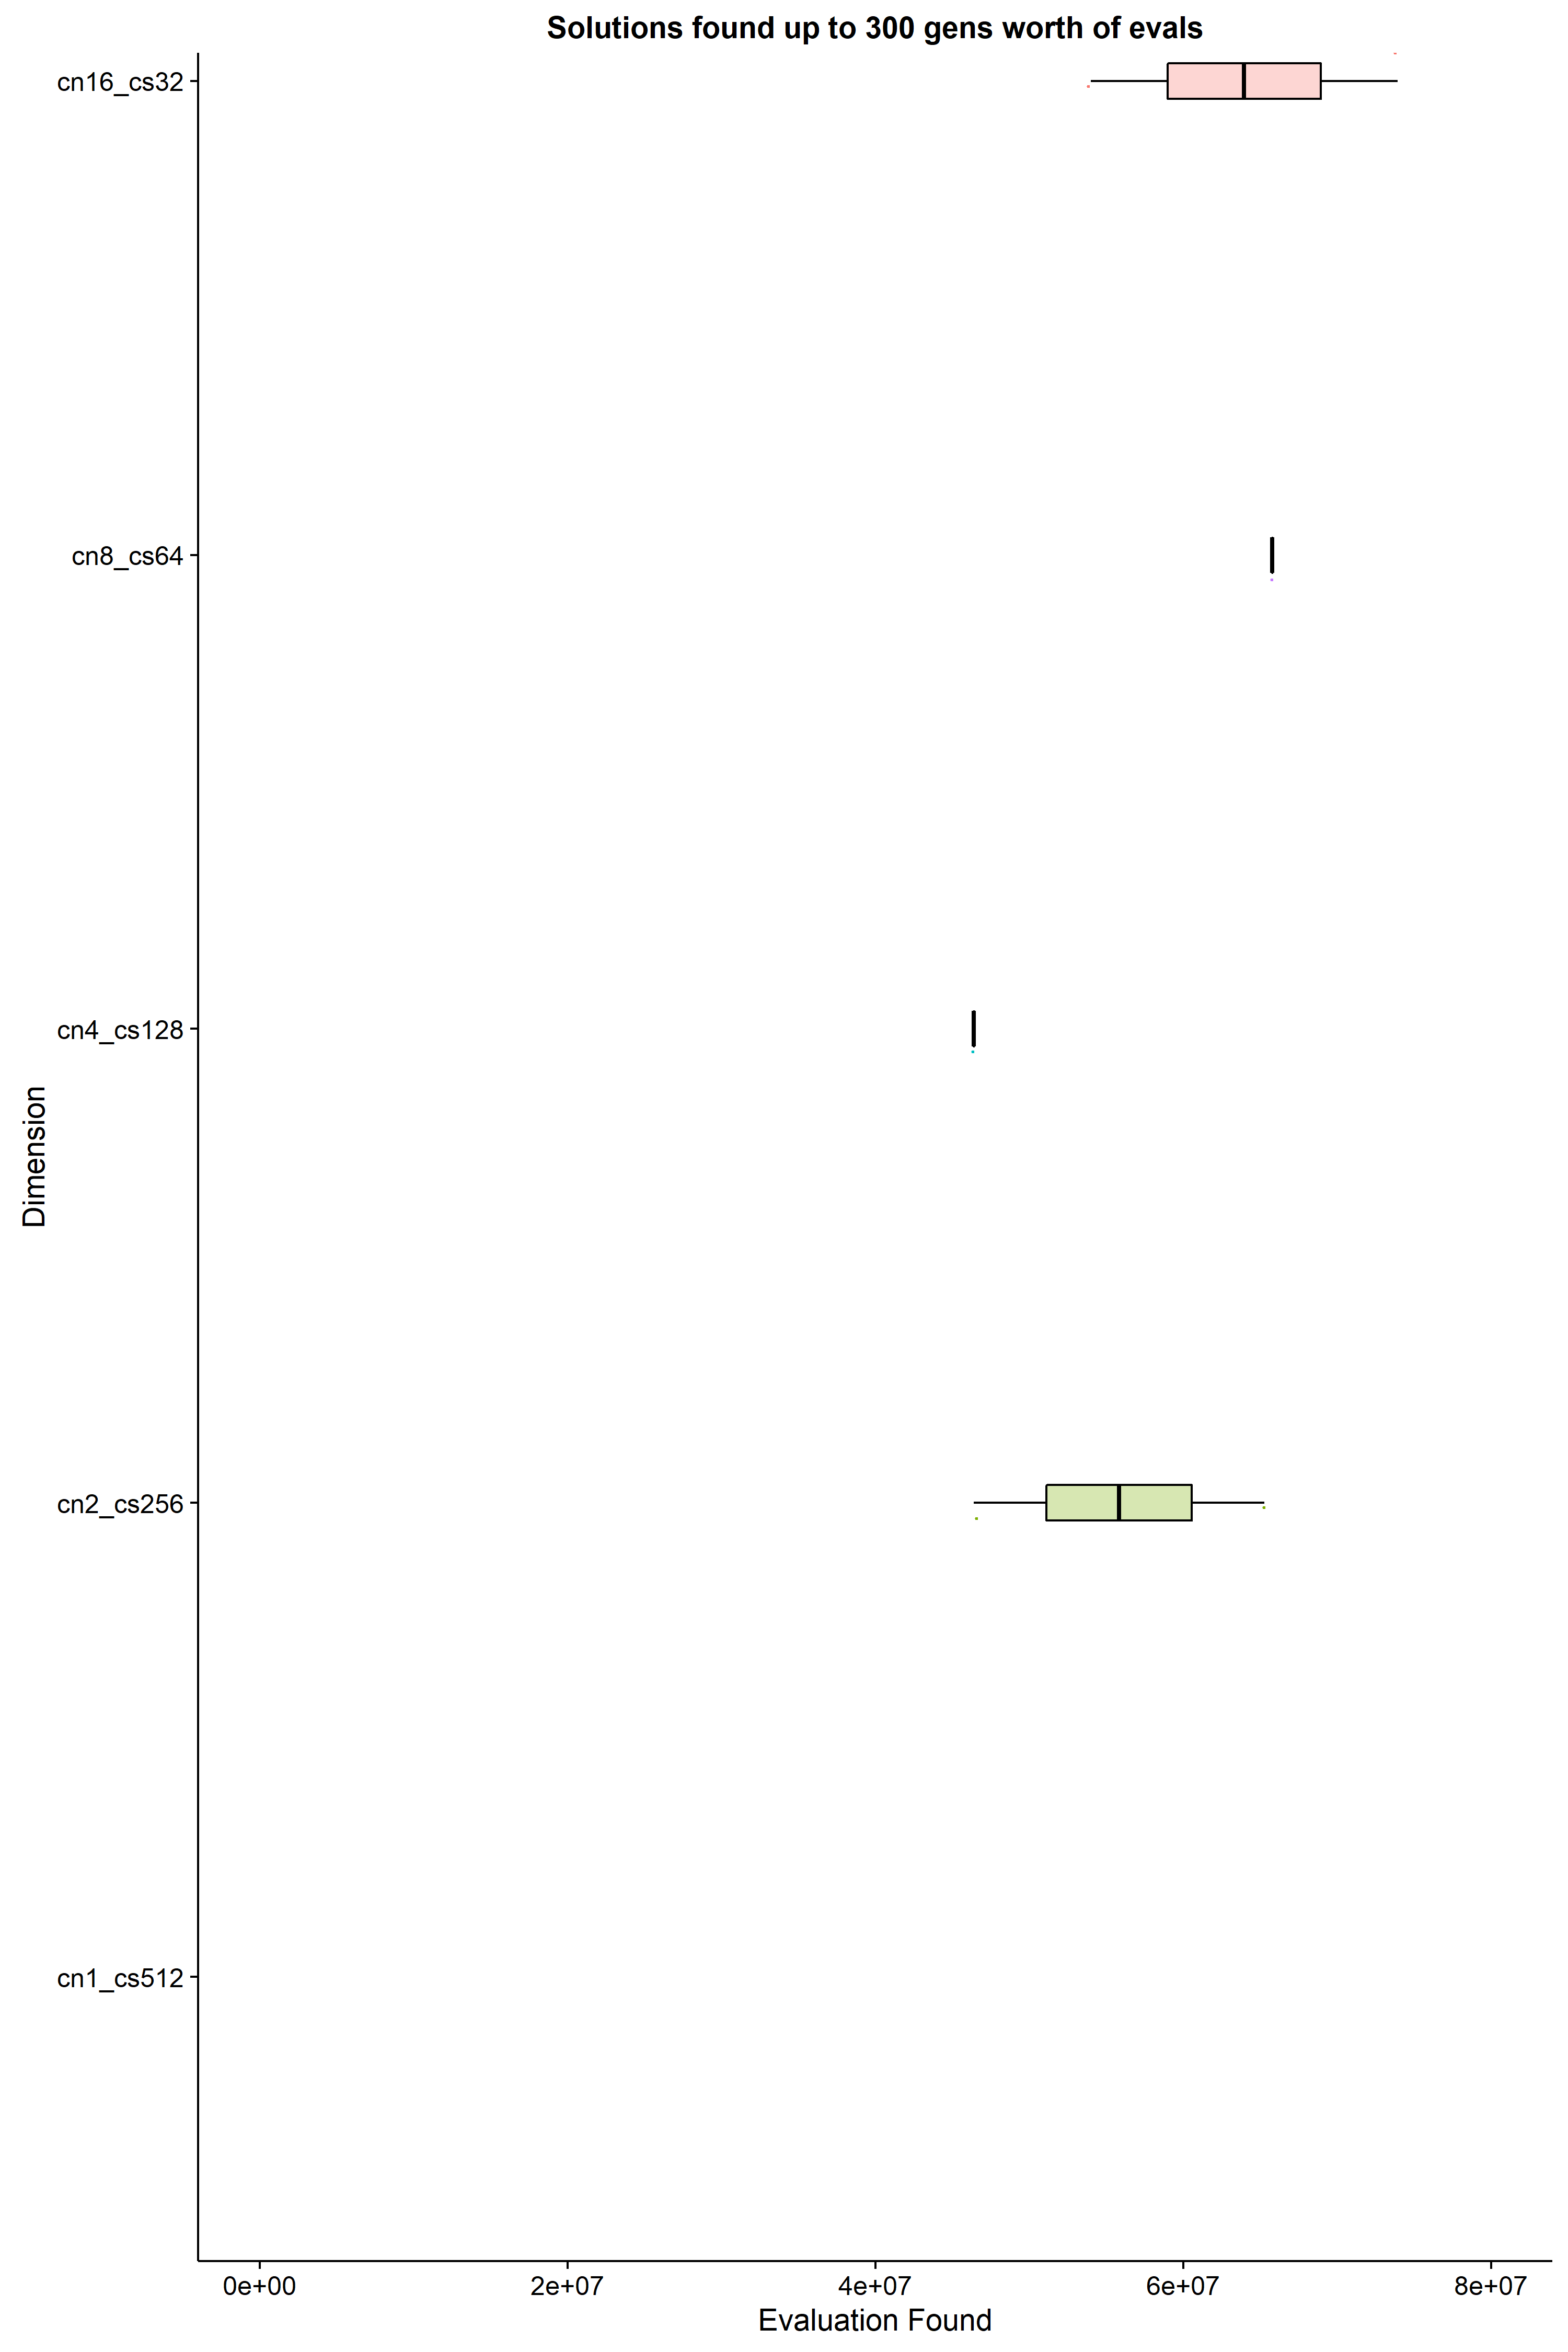 Solutions found up to 300 gens worth of evals
cn16_cs32
cn8_cs64
cn4_cs128
Dimension
cn2_cs256
cn1_cs512
0e+00 2e+07 4e+07 6e+07 8e+07
Evaluation Found